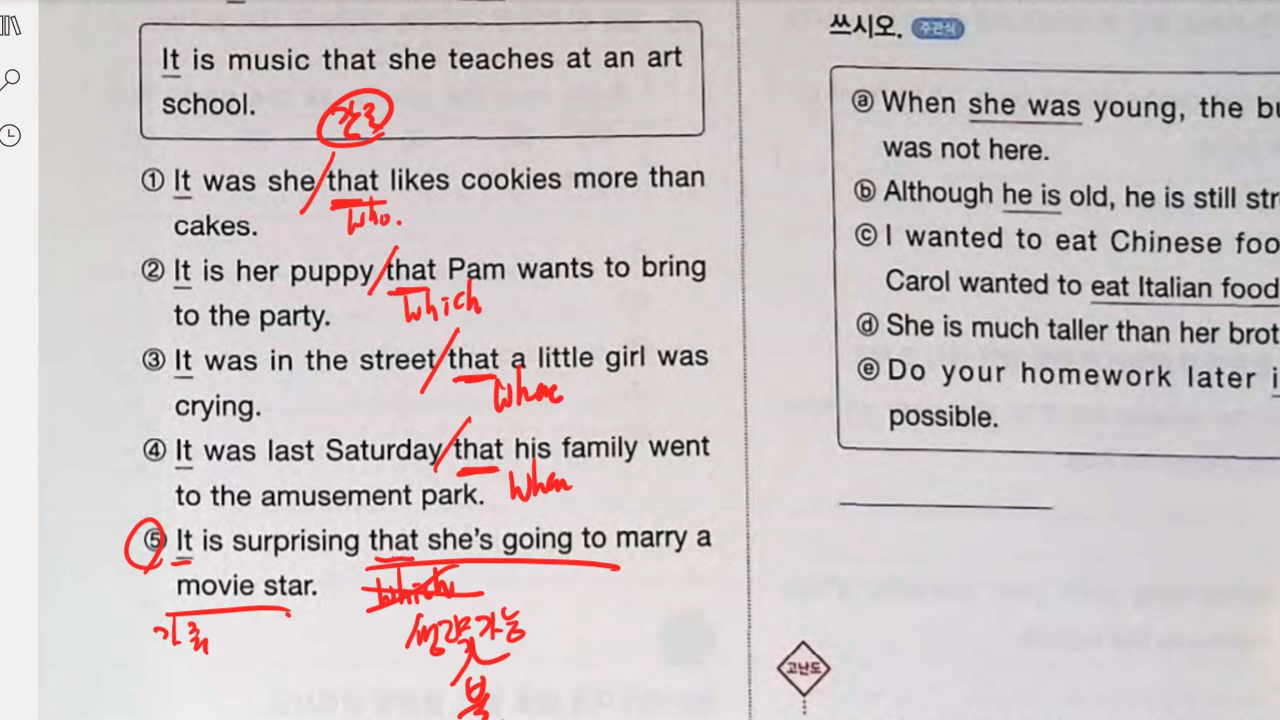 It is music that she teaches at an art
school.
① It was she that likes cookies more than
who.
cakes.
② It is her puppy that Pam wants to bring
which
to the party.
③ It was in the street that a little girl was
crying.
④ It was last Saturday that his family went
to the amusement park. when
⑤ It is surprising that she's going to marry a
movie star.
which
생략가능
불
쓰시오. 주관식
ⓐ When she was young, the bu
was not here.
ⓑ Although he is old, he is still str
ⓒ I wanted to eat Chinese foo
Carol wanted to eat Italian food
ⓓ She is much taller than her brot
ⓔ Do your homework later i
possible.
고난도